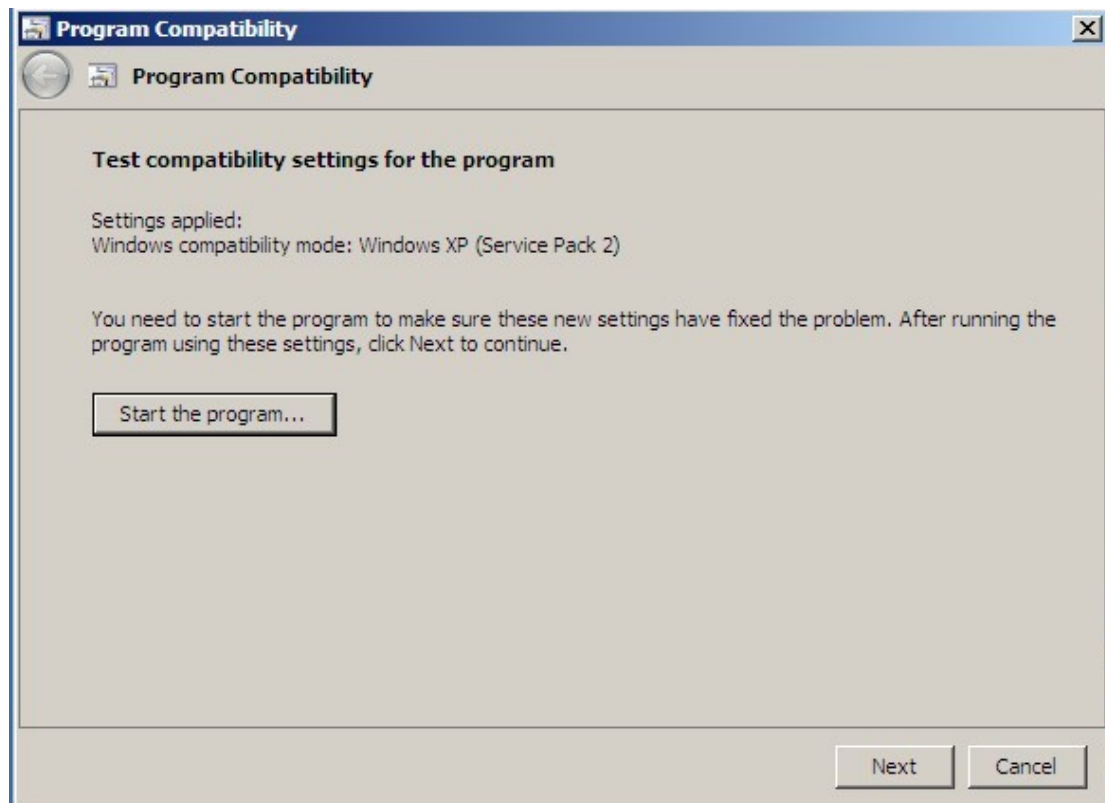 Program Compatibility
Program Compatibility
Test compatibility settings for the program
Settings applied:
Windows compatibility mode: Windows XP (Service Pack 2)
You need to start the program to make sure these new settings have fixed the problem. After running the
program using these settings, click Next to continue.
Start the program...
Next
Cancel